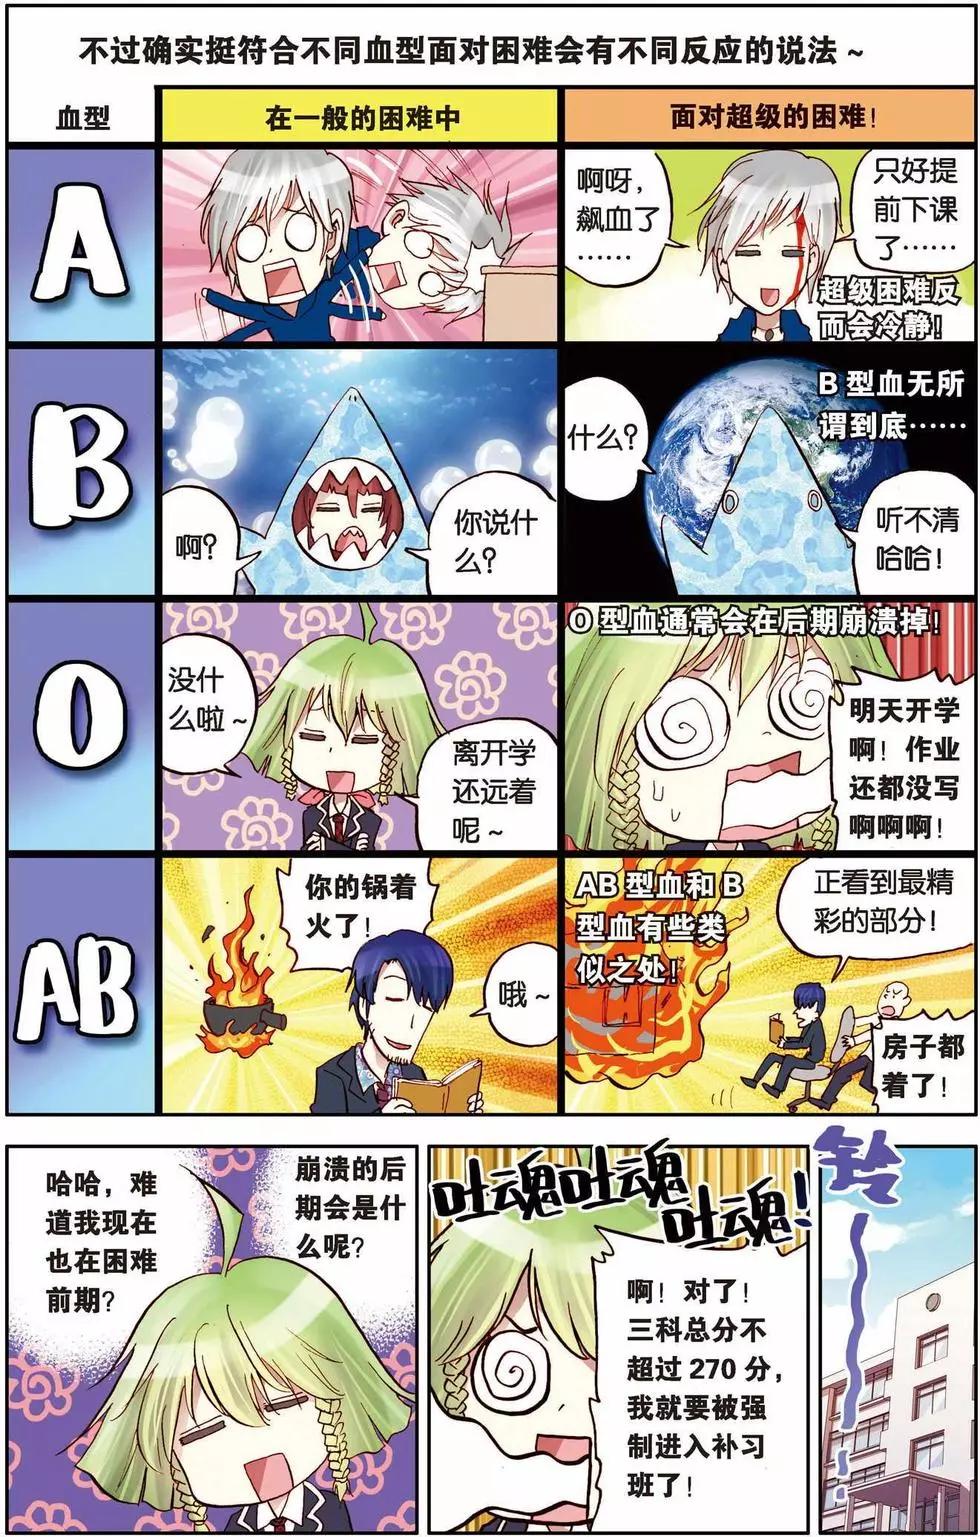 不过确实挺符合不同血型面对困难会有不同反应的说法～
血型
在一般的困难中
面对超级的困难！
A
啊呀，
飙血了
……
只好提
前下课
了……
超级困难反
而会冷静！
B
啊？
你说什
么？
什么？
B 型血无所
谓到底……
听不清
哈哈！
O
没什
么啦～
离开学
还远着
呢～
O 型血通常会在后期崩溃掉！
明天开学
啊！作业
还都没写
啊啊啊！
AB
你的锅着
火了！
哦～
AB 型血和 B
型血有些类
似之处！
正看到最精
彩的部分！
房子都
着了！
哈哈，难
道我现在
也在困难
前期？
崩溃的后
期会是什
么呢？
吐魂吐魂
吐魂！
啊！对了！
三科总分不
超过 270 分，
我就要被强
制进入补习
班了！
铃